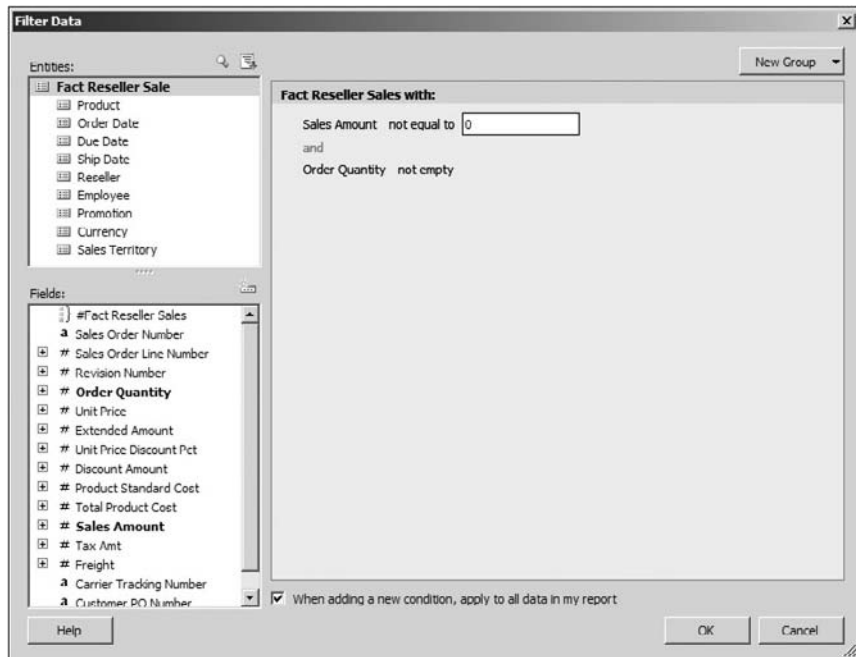 Filter Data
New Group
Entities:
Fact Reseller Sale
Product
Order Date
Due Date
Ship Date
Reseller
Employee
Promotion
Currency
Sales Territory
Fact Reseller Sales with:
Sales Amount not equal to 0
and
Order Quantity not empty
Fields:
#Fact Reseller Sales
a Sales Order Number
# Sales Order Line Number
# Revision Number
# Order Quantity
# Unit Price
# Extended Amount
# Unit Price Discount Pct
# Discount Amount
# Product Standard Cost
# Total Product Cost
# Sales Amount
# Tax Amt
# Freight
a Carrier Tracking Number
a Customer PO Number
When adding a new condition, apply to all data in my report
Help
OK
Cancel